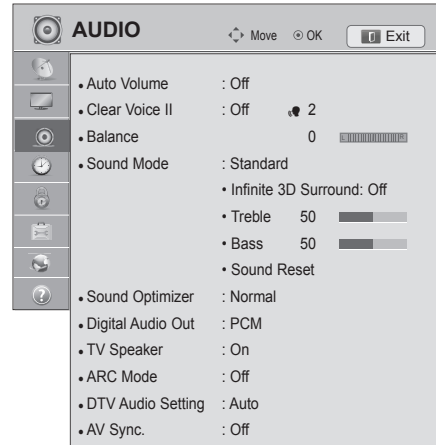 AUDIO Move OK Exit
• Auto Volume : Off
• Clear Voice II : Off 2
• Balance 0 L R
• Sound Mode : Standard
• Infinite 3D Surround: Off
• Treble 50
• Bass 50
• Sound Reset
• Sound Optimizer : Normal
• Digital Audio Out : PCM
• TV Speaker : On
• ARC Mode : Off
• DTV Audio Setting : Auto
• AV Sync. : Off
?